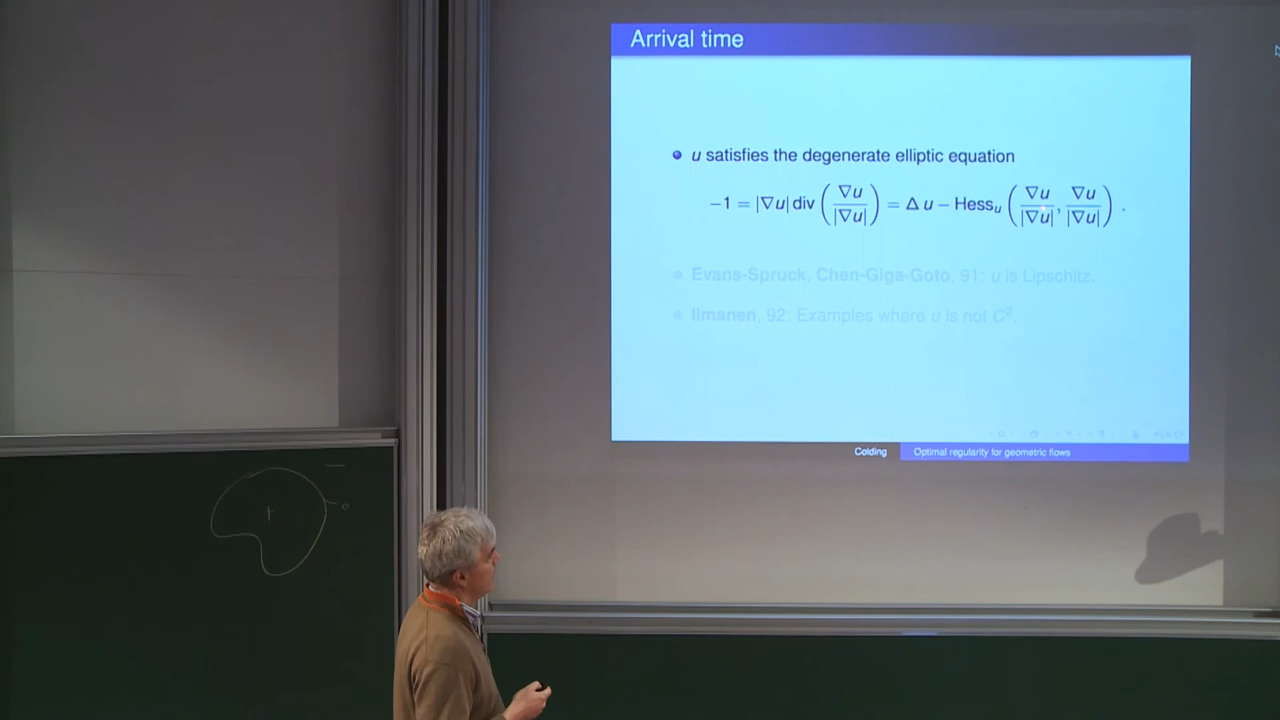 Arrival time
u satisfies the degenerate elliptic equation
−1 = |∇u| div (∇u/|∇u|) = Δ u − Hess_u (∇u/|∇u|, ∇u/|∇u|) .
Evans-Spruck, Chen-Giga-Goto, 91: u is Lipschitz.
Ilmanen, 92: Examples where u is not C².
Colding Optimal regularity for geometric flows